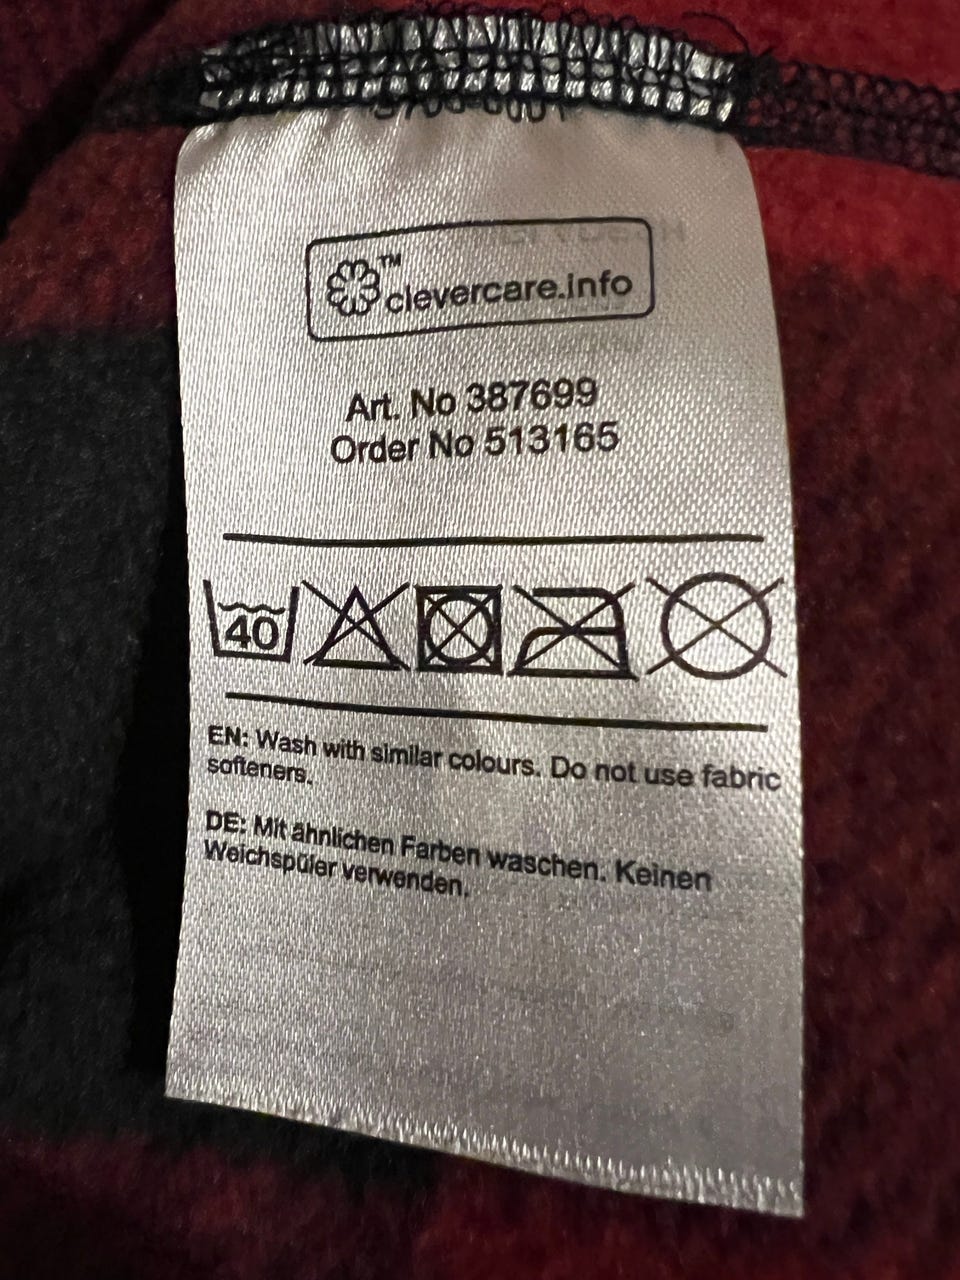 ™
clevercare.info
Art. No 387699
Order No 513165
40
EN: Wash with similar colours. Do not use fabric
softeners.
DE: Mit ähnlichen Farben waschen. Keinen
Weichspüler verwenden.